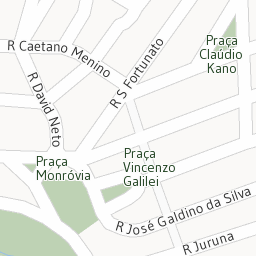 R Caetano Menino
R S Fortunato
Praça
Cláudio
Kano
R David Neto
Praça
Monróvia
Praça
Vincenzo
Galilei
R José Galdino da Silva
R Juruna